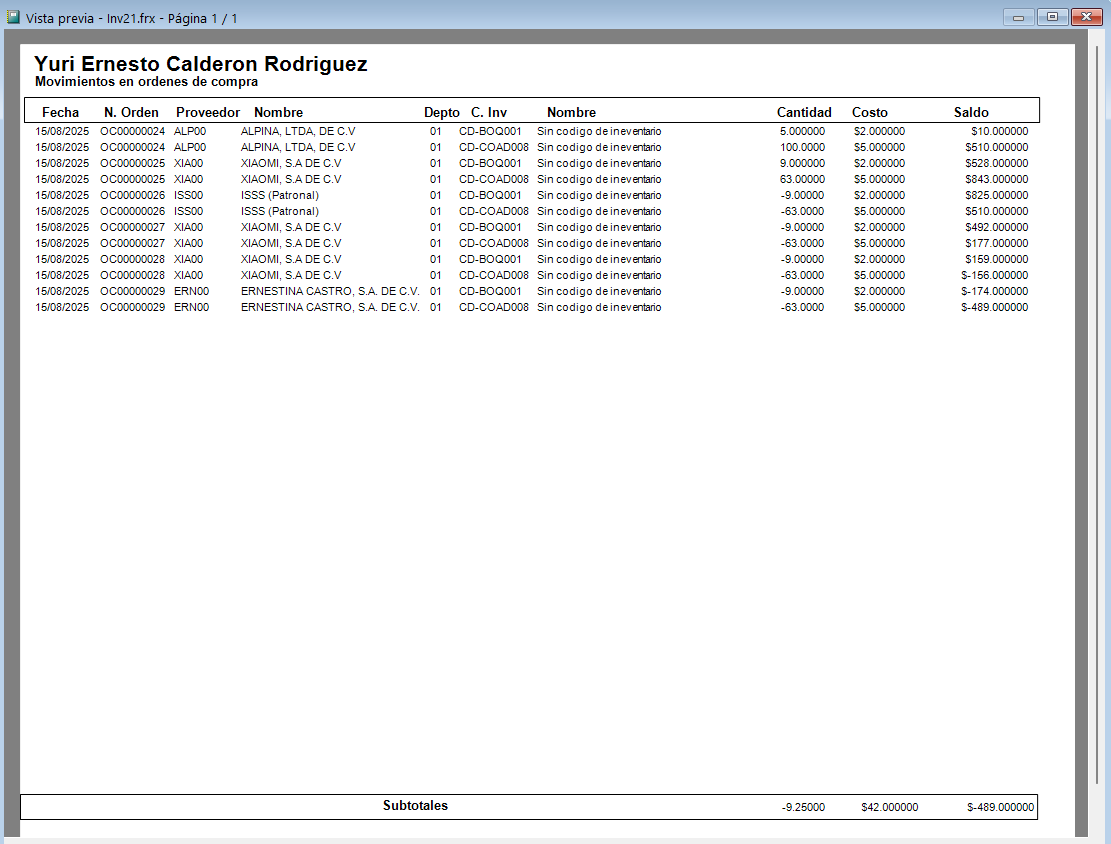 Vista previa - Inv21.frx - Página 1 / 1
Yuri Ernesto Calderon Rodriguez
Movimientos en ordenes de compra
Fecha N. Orden Proveedor Nombre Depto C. Inv Nombre Cantidad Costo Saldo
15/08/2025 OC00000024 ALP00 ALPINA, LTDA, DE C.V 01 CD-BOQ001 Sin codigo de ineventario 5.000000 $2.000000 $10.000000
15/08/2025 OC00000024 ALP00 ALPINA, LTDA, DE C.V 01 CD-COAD008 Sin codigo de ineventario 100.0000 $5.000000 $510.000000
15/08/2025 OC00000025 XIA00 XIAOMI, S.A DE C.V 01 CD-BOQ001 Sin codigo de ineventario 9.000000 $2.000000 $528.000000
15/08/2025 OC00000025 XIA00 XIAOMI, S.A DE C.V 01 CD-COAD008 Sin codigo de ineventario 63.00000 $5.000000 $843.000000
15/08/2025 OC00000026 ISS00 ISSS (Patronal) 01 CD-BOQ001 Sin codigo de ineventario -9.00000 $2.000000 $825.000000
15/08/2025 OC00000026 ISS00 ISSS (Patronal) 01 CD-COAD008 Sin codigo de ineventario -63.0000 $5.000000 $510.000000
15/08/2025 OC00000027 XIA00 XIAOMI, S.A DE C.V 01 CD-BOQ001 Sin codigo de ineventario -9.00000 $2.000000 $492.000000
15/08/2025 OC00000027 XIA00 XIAOMI, S.A DE C.V 01 CD-COAD008 Sin codigo de ineventario -63.0000 $5.000000 $177.000000
15/08/2025 OC00000028 XIA00 XIAOMI, S.A DE C.V 01 CD-BOQ001 Sin codigo de ineventario -9.00000 $2.000000 $159.000000
15/08/2025 OC00000028 XIA00 XIAOMI, S.A DE C.V 01 CD-COAD008 Sin codigo de ineventario -63.0000 $5.000000 $-156.000000
15/08/2025 OC00000029 ERN00 ERNESTINA CASTRO, S.A. DE C.V. 01 CD-BOQ001 Sin codigo de ineventario -9.00000 $2.000000 $-174.000000
15/08/2025 OC00000029 ERN00 ERNESTINA CASTRO, S.A. DE C.V. 01 CD-COAD008 Sin codigo de ineventario -63.0000 $5.000000 $-489.000000
Subtotales -9.25000 $42.000000 $-489.000000